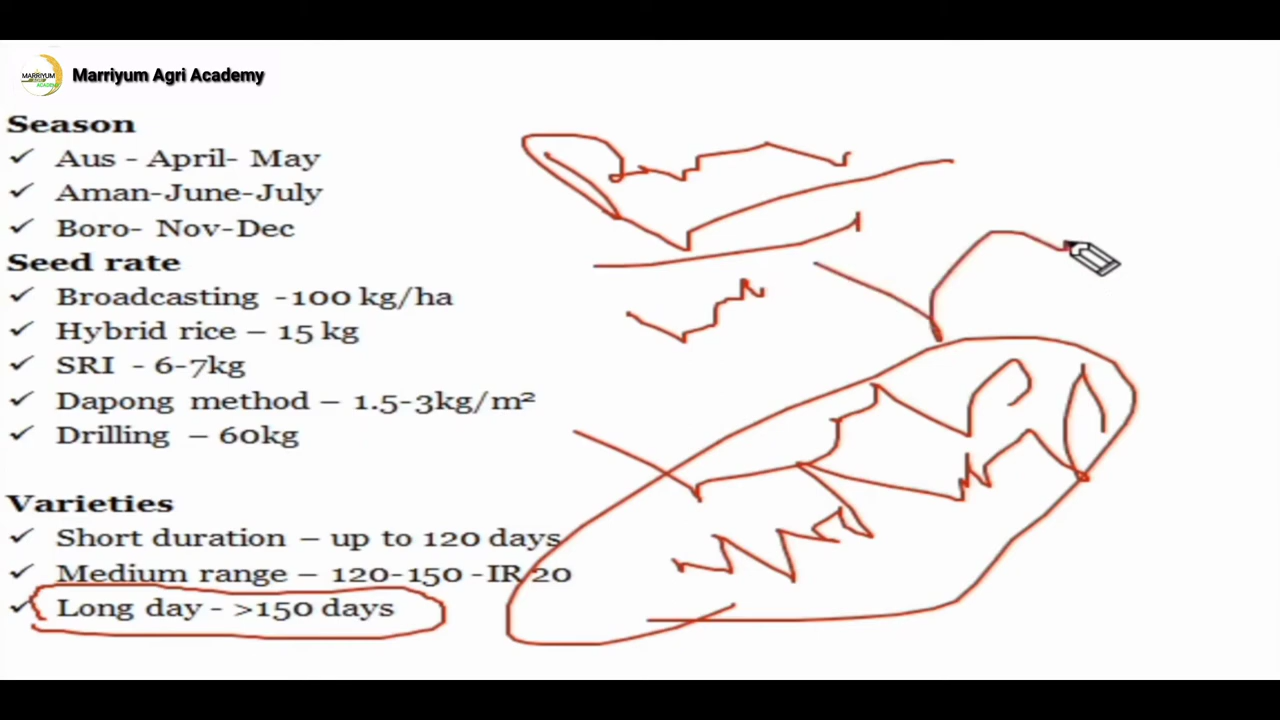 MARRIYUM
ACADEMY
Marriyum Agri Academy
Season
✓ Aus - April- May
✓ Aman-June-July
✓ Boro- Nov-Dec
Seed rate
✓ Broadcasting -100 kg/ha
✓ Hybrid rice – 15 kg
✓ SRI - 6-7kg
✓ Dapong method – 1.5-3kg/m²
✓ Drilling – 60kg
Varieties
✓ Short duration – up to 120 days
✓ Medium range – 120-150 -IR 20
✓ Long day - >150 days